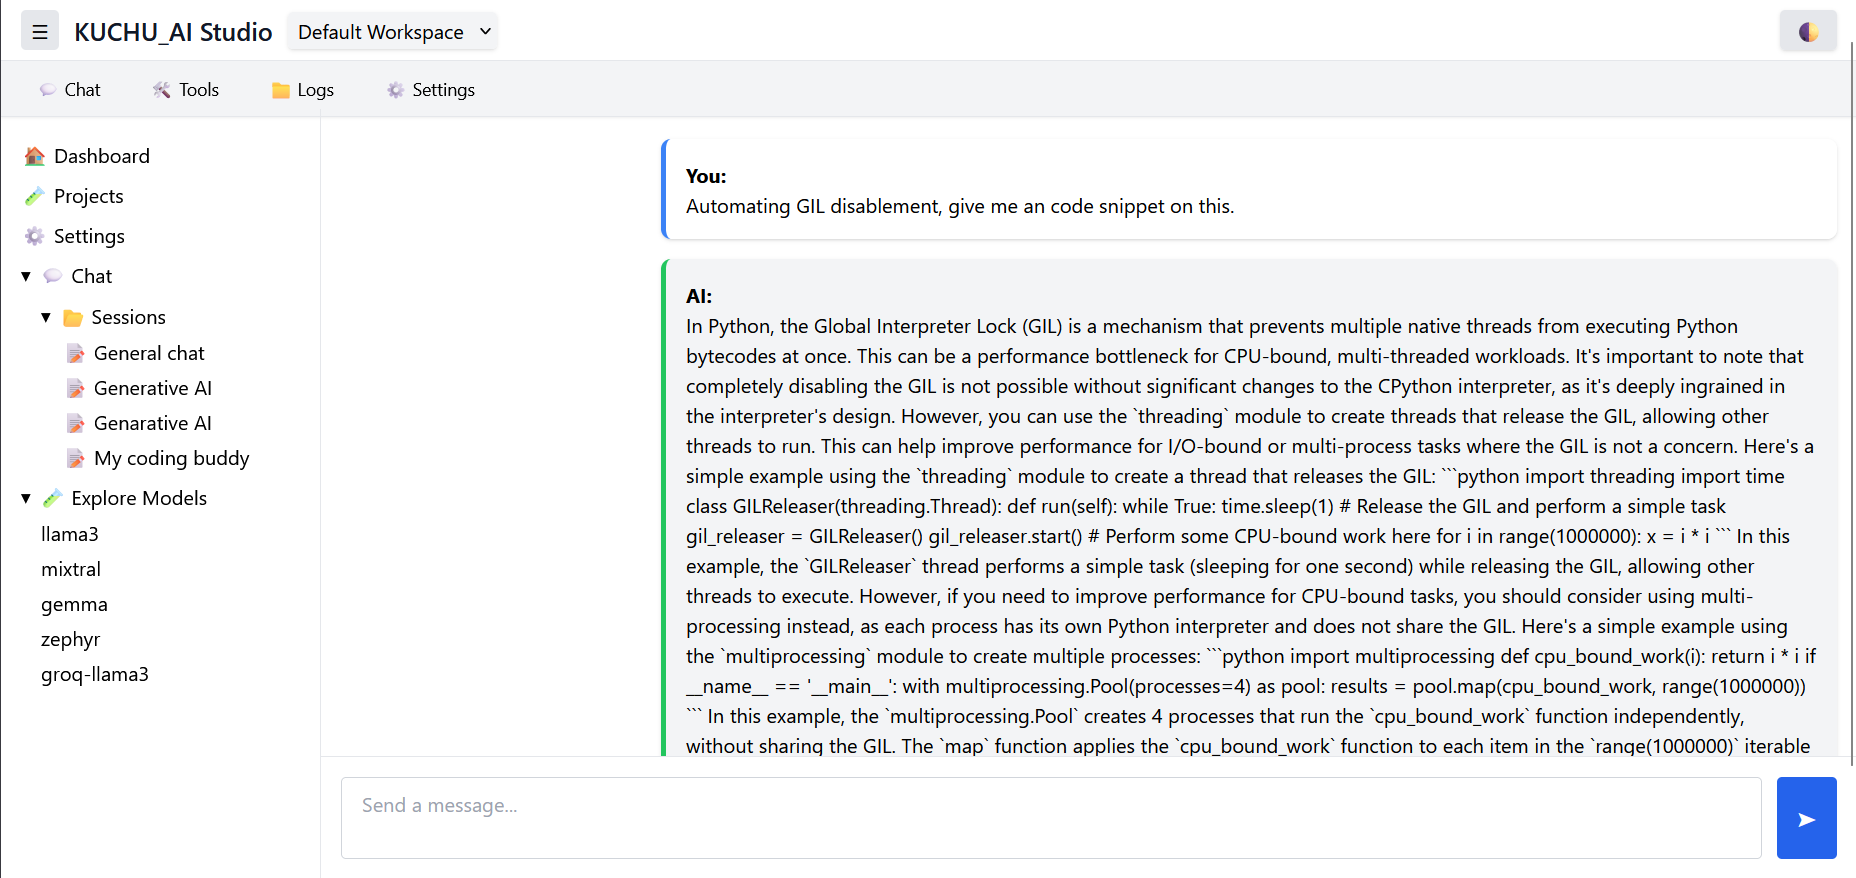 ☰ KUCHU_AI Studio Default Workspace
Chat Tools Logs Settings
Dashboard
Projects
Settings
Chat
Sessions
General chat
Generative AI
Genarative AI
My coding buddy
Explore Models
llama3
mixtral
gemma
zephyr
groq-llama3
You:
Automating GIL disablement, give me an code snippet on this.
AI:
In Python, the Global Interpreter Lock (GIL) is a mechanism that prevents multiple native threads from executing Python
bytecodes at once. This can be a performance bottleneck for CPU-bound, multi-threaded workloads. It's important to note that
completely disabling the GIL is not possible without significant changes to the CPython interpreter, as it's deeply ingrained in
the interpreter's design. However, you can use the `threading` module to create threads that release the GIL, allowing other
threads to run. This can help improve performance for I/O-bound or multi-process tasks where the GIL is not a concern. Here's a
simple example using the `threading` module to create a thread that releases the GIL: ```python import threading import time
class GILReleaser(threading.Thread): def run(self): while True: time.sleep(1) # Release the GIL and perform a simple task
gil_releaser = GILReleaser() gil_releaser.start() # Perform some CPU-bound work here for i in range(1000000): x = i * i ``` In this
example, the `GILReleaser` thread performs a simple task (sleeping for one second) while releasing the GIL, allowing other
threads to execute. However, if you need to improve performance for CPU-bound tasks, you should consider using multi-
processing instead, as each process has its own Python interpreter and does not share the GIL. Here's a simple example using
the `multiprocessing` module to create multiple processes: ```python import multiprocessing def cpu_bound_work(i): return i * i if
__name__ == '__main__': with multiprocessing.Pool(processes=4) as pool: results = pool.map(cpu_bound_work, range(1000000))
``` In this example, the `multiprocessing.Pool` creates 4 processes that run the `cpu_bound_work` function independently,
without sharing the GIL. The `map` function applies the `cpu_bound_work` function to each item in the `range(1000000)` iterable
Send a message...